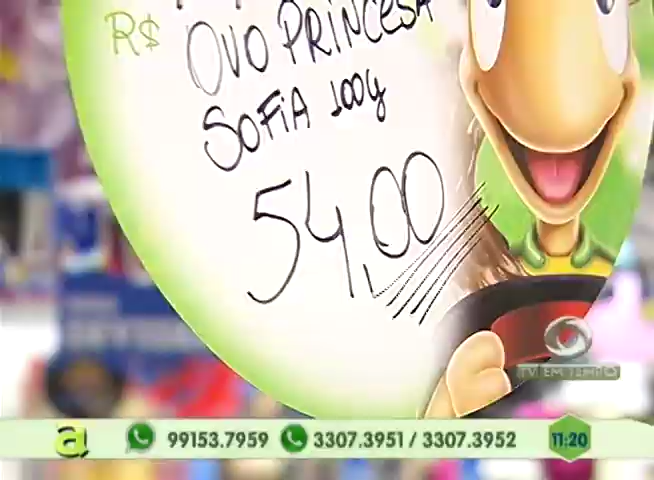 R$
OVO PRINCESA
SOFIA 100g
54,00
TV EM TEMPO
a 99153.7959 3307.3951 / 3307.3952 11:20